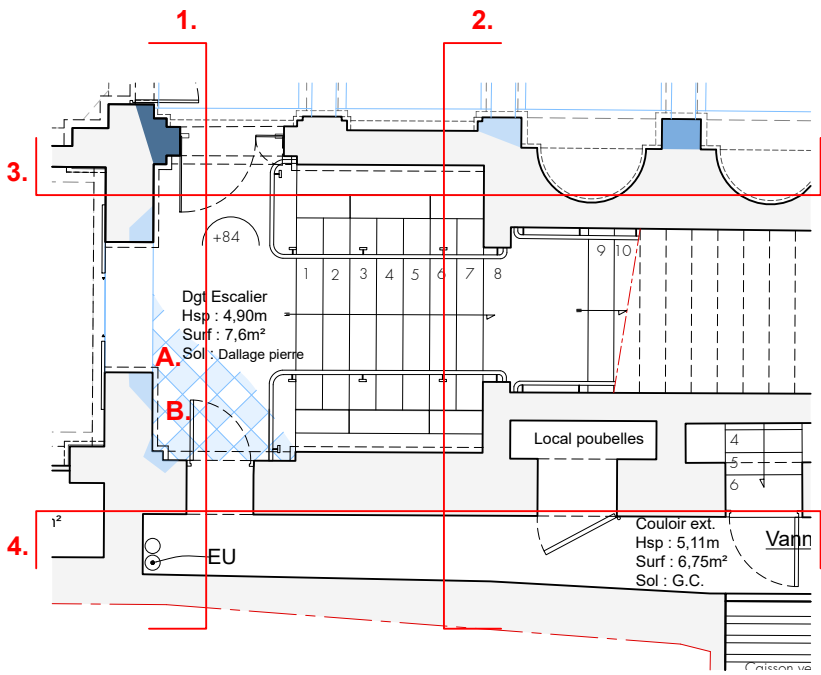 1.
2.
3.
+84
9 10
1 2 3 4 5 6 7 8
Dgt Escalier
Hsp : 4,90m
Surf : 7,6m²
Sol : Dallage pierre
A.
B.
Local poubelles
4
5
6
4.
Couloir ext.
Hsp : 5,11m
Surf : 6,75m²
Sol : G.C.
EU
Vann
Caisson ve